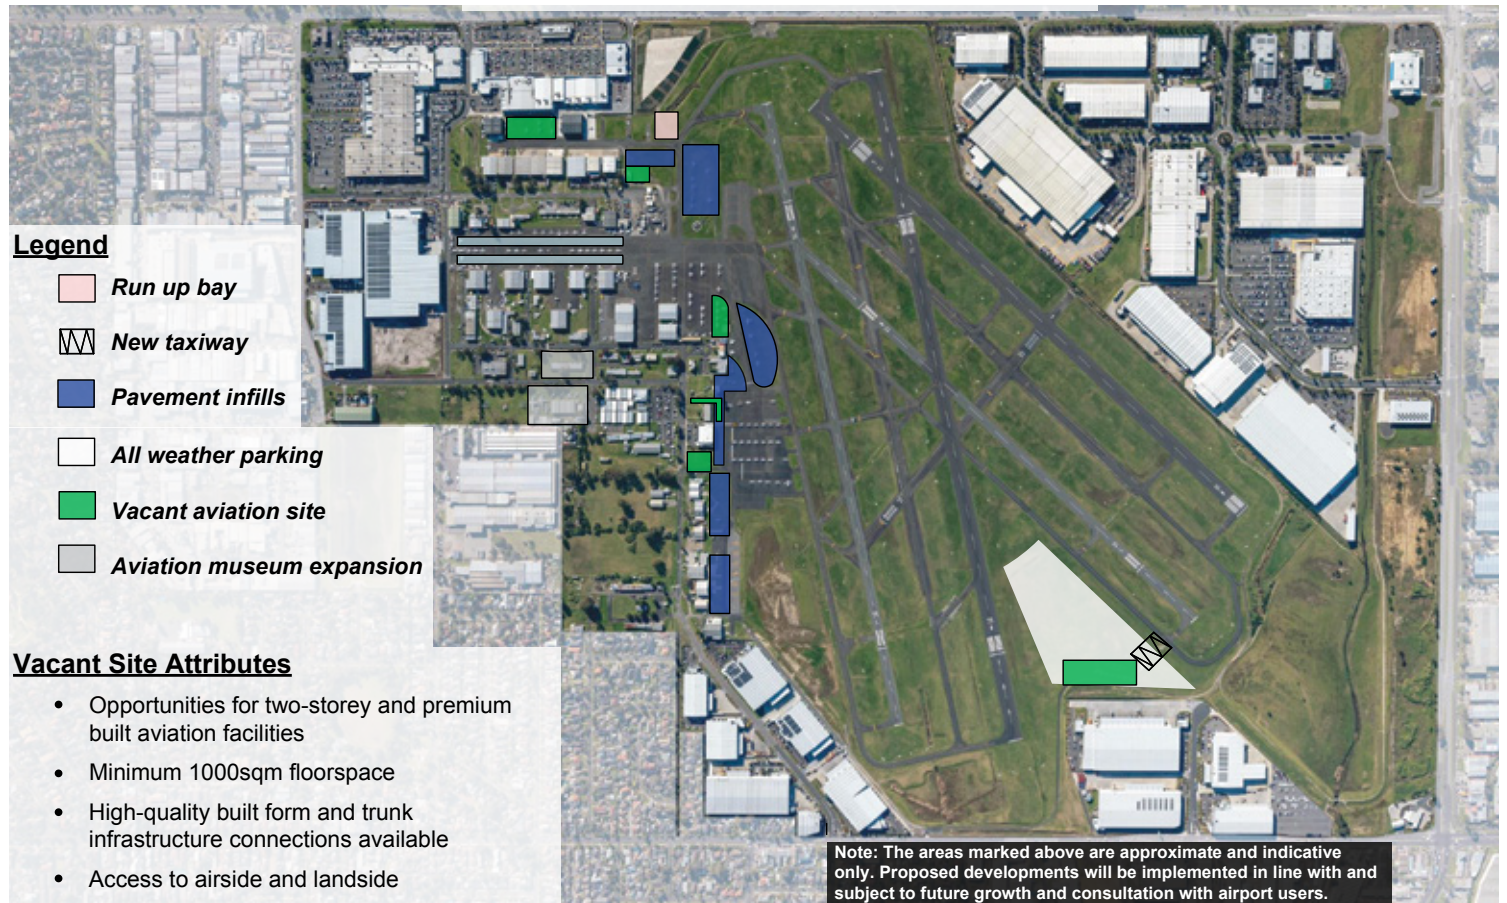 Legend
Run up bay
New taxiway
Pavement infills
All weather parking
Vacant aviation site
Aviation museum expansion
Vacant Site Attributes
• Opportunities for two-storey and premium
built aviation facilities
• Minimum 1000sqm floorspace
• High-quality built form and trunk
infrastructure connections available
• Access to airside and landside
Note: The areas marked above are approximate and indicative
only. Proposed developments will be implemented in line with and
subject to future growth and consultation with airport users.